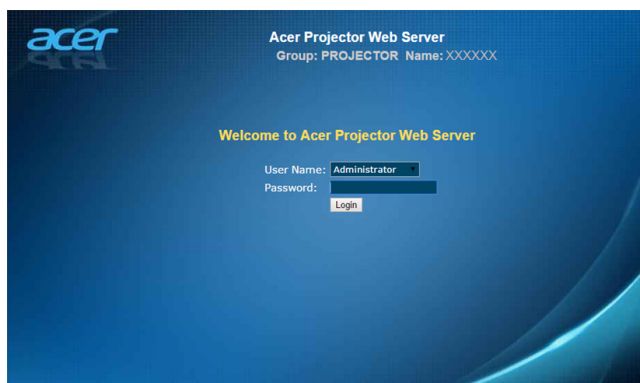 acer
Acer Projector Web Server
Group: PROJECTOR Name: XXXXXX
Welcome to Acer Projector Web Server
User Name: Administrator
Password:
Login